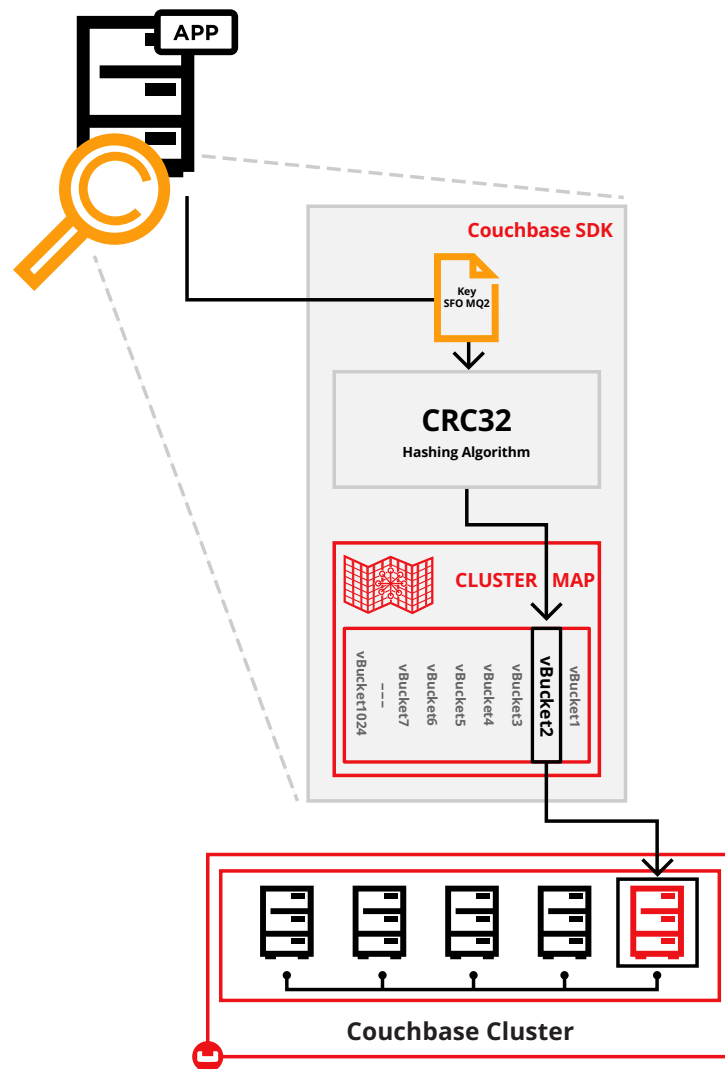 APP
Couchbase SDK
Key
SFO MQ2
CRC32
Hashing Algorithm
CLUSTER MAP
vBucket1024
---
vBucket7
vBucket6
vBucket5
vBucket4
vBucket3
vBucket2
vBucket1
Couchbase Cluster